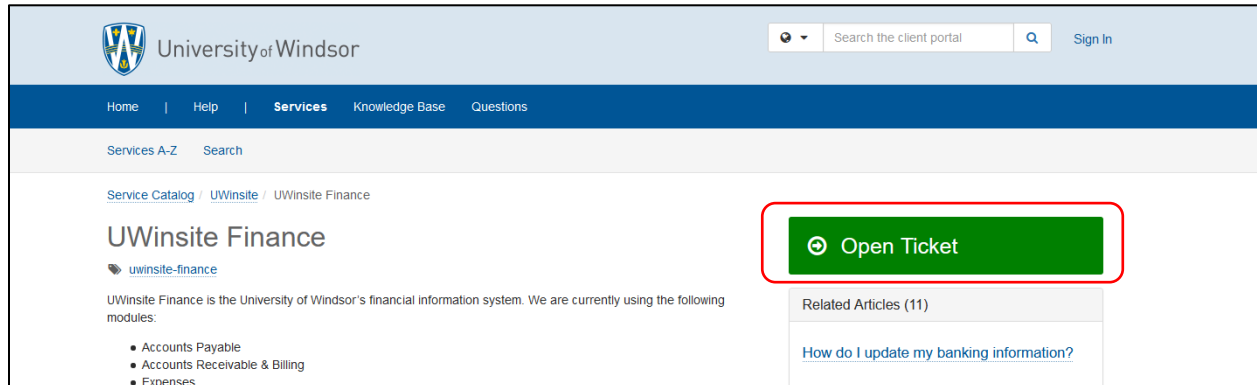 University of Windsor
Search the client portal
Sign In
Home | Help | Services Knowledge Base Questions
Services A-Z Search
Service Catalog / UWinsite / UWinsite Finance
UWinsite Finance
uwinsite-finance
UWinsite Finance is the University of Windsor's financial information system. We are currently using the following
modules:
• Accounts Payable
• Accounts Receivable & Billing
• Expenses
Open Ticket
Related Articles (11)
How do I update my banking information?